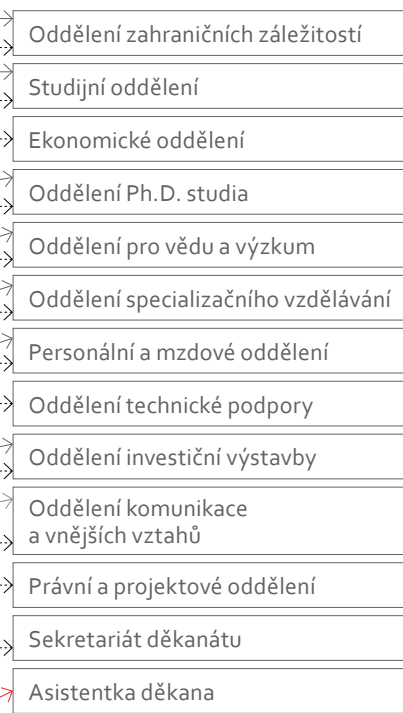 Oddělení zahraničních záležitostí
Studijní oddělení
Ekonomické oddělení
Oddělení Ph.D. studia
Oddělení pro vědu a výzkum
Oddělení specializačního vzdělávání
Personální a mzdové oddělení
Oddělení technické podpory
Oddělení investiční výstavby
Oddělení komunikace
a vnějších vztahů
Právní a projektové oddělení
Sekretariát děkanátu
Asistentka děkana